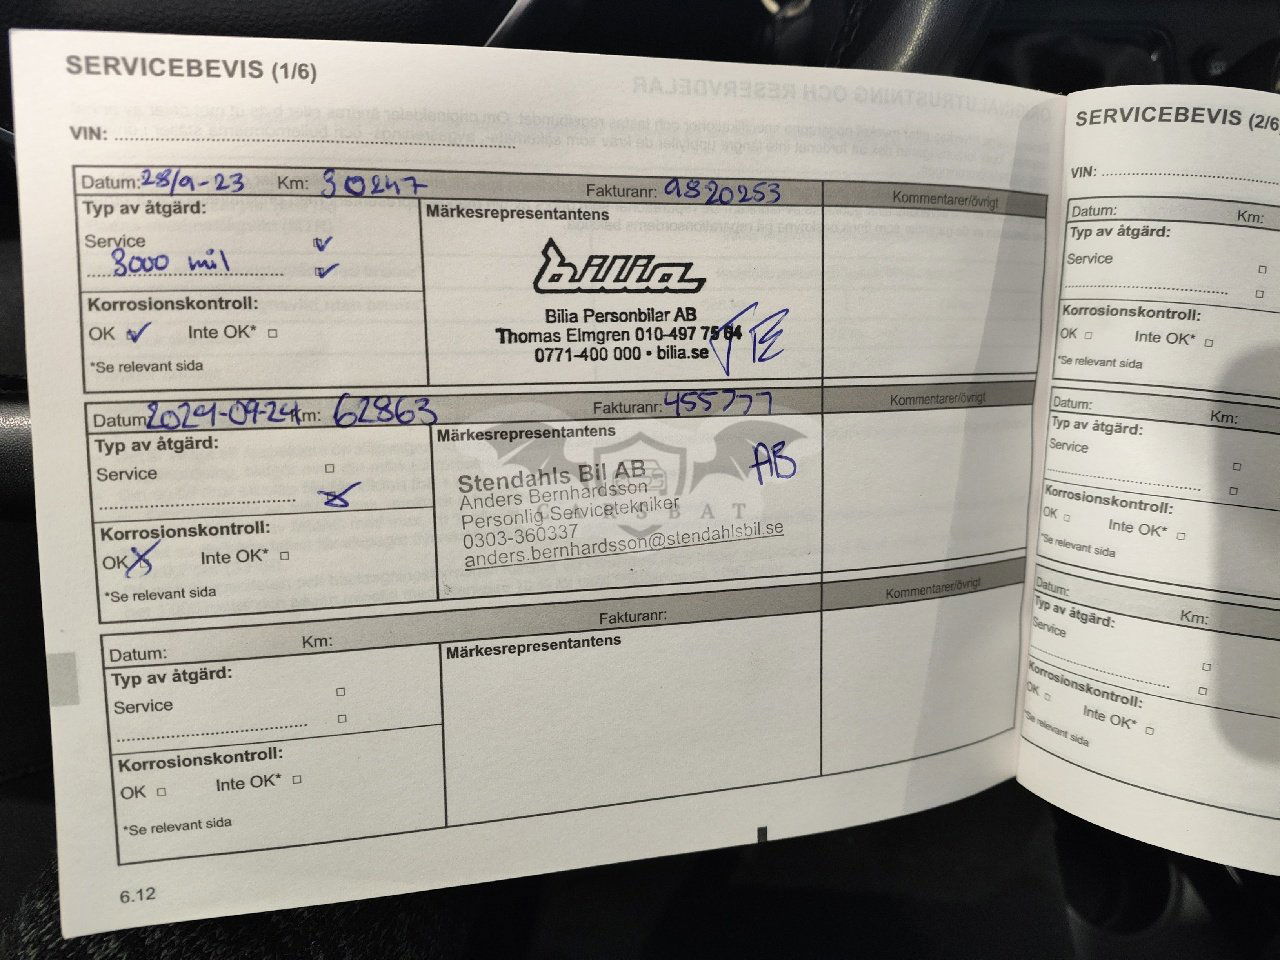 SERVICEBEVIS (1/6)
VIN:
Datum: 28/9-23 Km: 30247 Fakturanr: 9820253 Kommentarer/övrigt
Typ av åtgärd: Märkesrepresentantens
Service
3000 mil
bilia
Korrosionskontroll:
Bilia Personbilar AB
OK Inte OK*
Thomas Elmgren 010-497 75 64
0771-400 000 • bilia.se
*Se relevant sida
Datum: 2024-09-24 Km: 62863 Fakturanr: 455777 Kommentarer/övrigt
Typ av åtgärd: Märkesrepresentantens
Service
AB
Stendahls Bil AB
Anders Bernhardsson
Personlig Servicetekniker
0303-360337
anders.bernhardsson@stendahlsbil.se
CARSBAT
Korrosionskontroll:
OK Inte OK*
*Se relevant sida
Datum: Km: Fakturanr: Kommentarer/övrigt
Typ av åtgärd: Märkesrepresentantens
Service
Korrosionskontroll:
OK Inte OK*
*Se relevant sida
6.12
SERVICEBEVIS (2/6
VIN:
Datum: Km:
Typ av åtgärd:
Service
Korrosionskontroll:
OK Inte OK*
*Se relevant sida
Datum: Km:
Typ av åtgärd:
Service
Korrosionskontroll:
OK Inte OK*
*Se relevant sida
Datum: Km:
Typ av åtgärd:
Service
Korrosionskontroll:
OK Inte OK*
*Se relevant sida